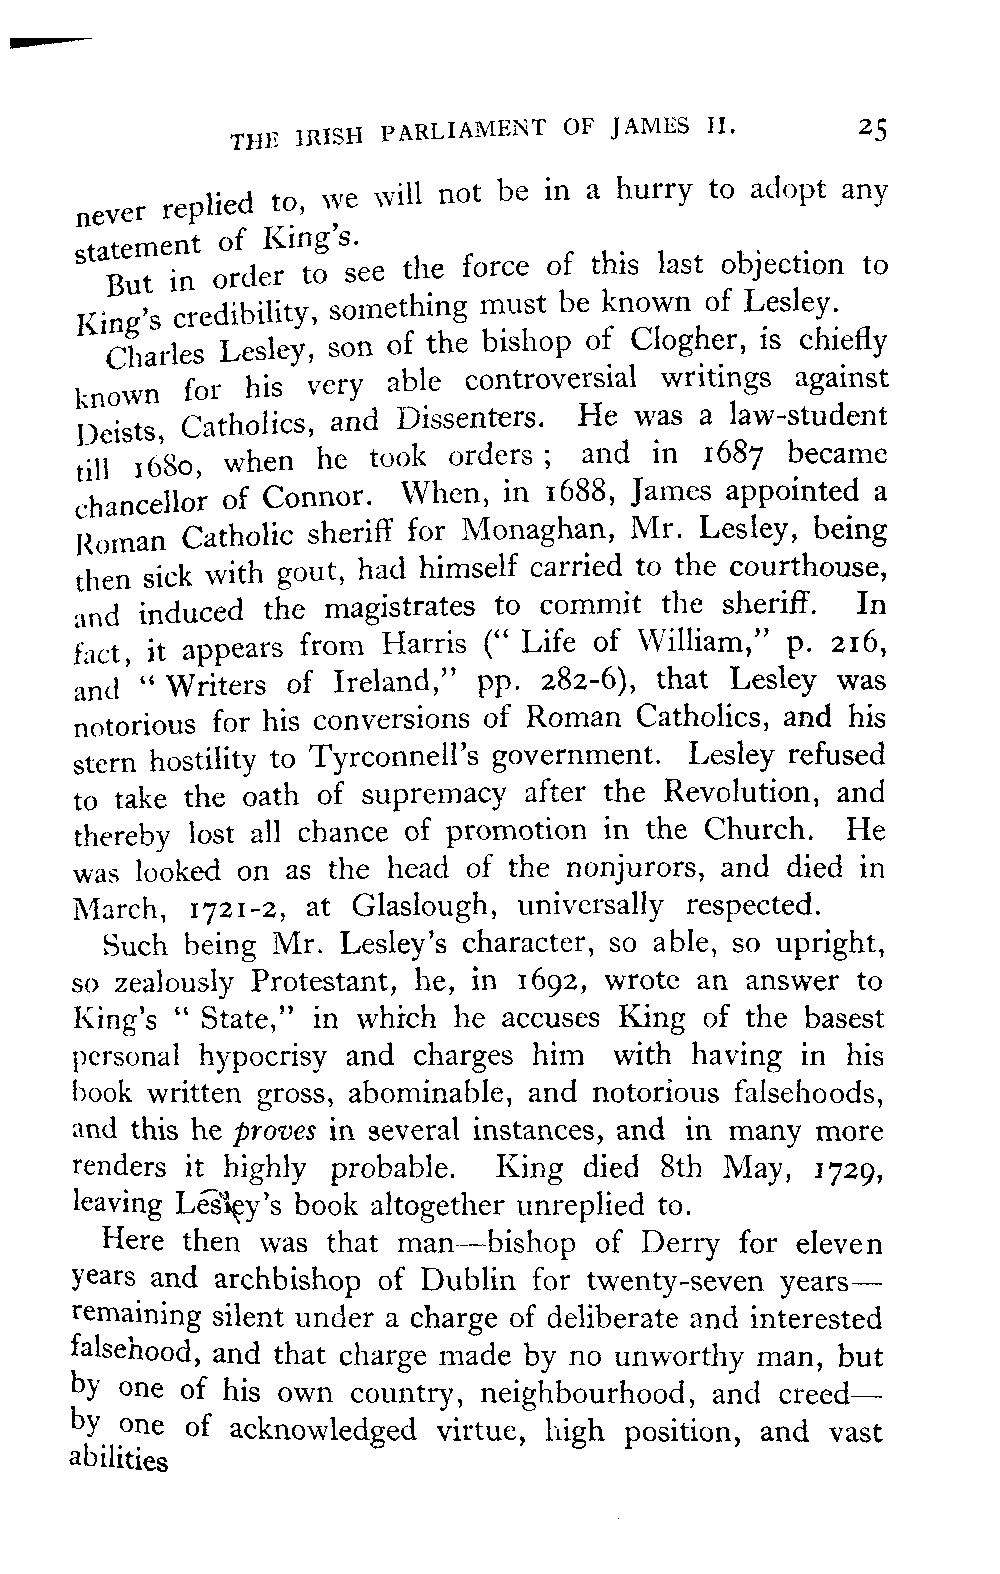 THE IRISH PARLIAMENT OF JAMES II. 25
never replied to, we will not be in a hurry to adopt any
statement of King's.
But in order to see the force of this last objection to
King's credibility, something must be known of Lesley.
Charles Lesley, son of the bishop of Clogher, is chiefly
known for his very able controversial writings against
Deists, Catholics, and Dissenters. He was a law-student
till 1680, when he took orders; and in 1687 became
chancellor of Connor. When, in 1688, James appointed a
Roman Catholic sheriff for Monaghan, Mr. Lesley, being
then sick with gout, had himself carried to the courthouse,
and induced the magistrates to commit the sheriff. In
fact, it appears from Harris (" Life of William," p. 216,
and " Writers of Ireland," pp. 282-6), that Lesley was
notorious for his conversions of Roman Catholics, and his
stern hostility to Tyrconnell's government. Lesley refused
to take the oath of supremacy after the Revolution, and
thereby lost all chance of promotion in the Church. He
was looked on as the head of the nonjurors, and died in
March, 1721-2, at Glaslough, universally respected.
Such being Mr. Lesley's character, so able, so upright,
so zealously Protestant, he, in 1692, wrote an answer to
King's " State," in which he accuses King of the basest
personal hypocrisy and charges him with having in his
book written gross, abominable, and notorious falsehoods,
and this he proves in several instances, and in many more
renders it highly probable. King died 8th May, 1729,
leaving Lesley's book altogether unreplied to.
Here then was that man—bishop of Derry for eleven
years and archbishop of Dublin for twenty-seven years—
remaining silent under a charge of deliberate and interested
falsehood, and that charge made by no unworthy man, but
by one of his own country, neighbourhood, and creed—
by one of acknowledged virtue, high position, and vast
abilities